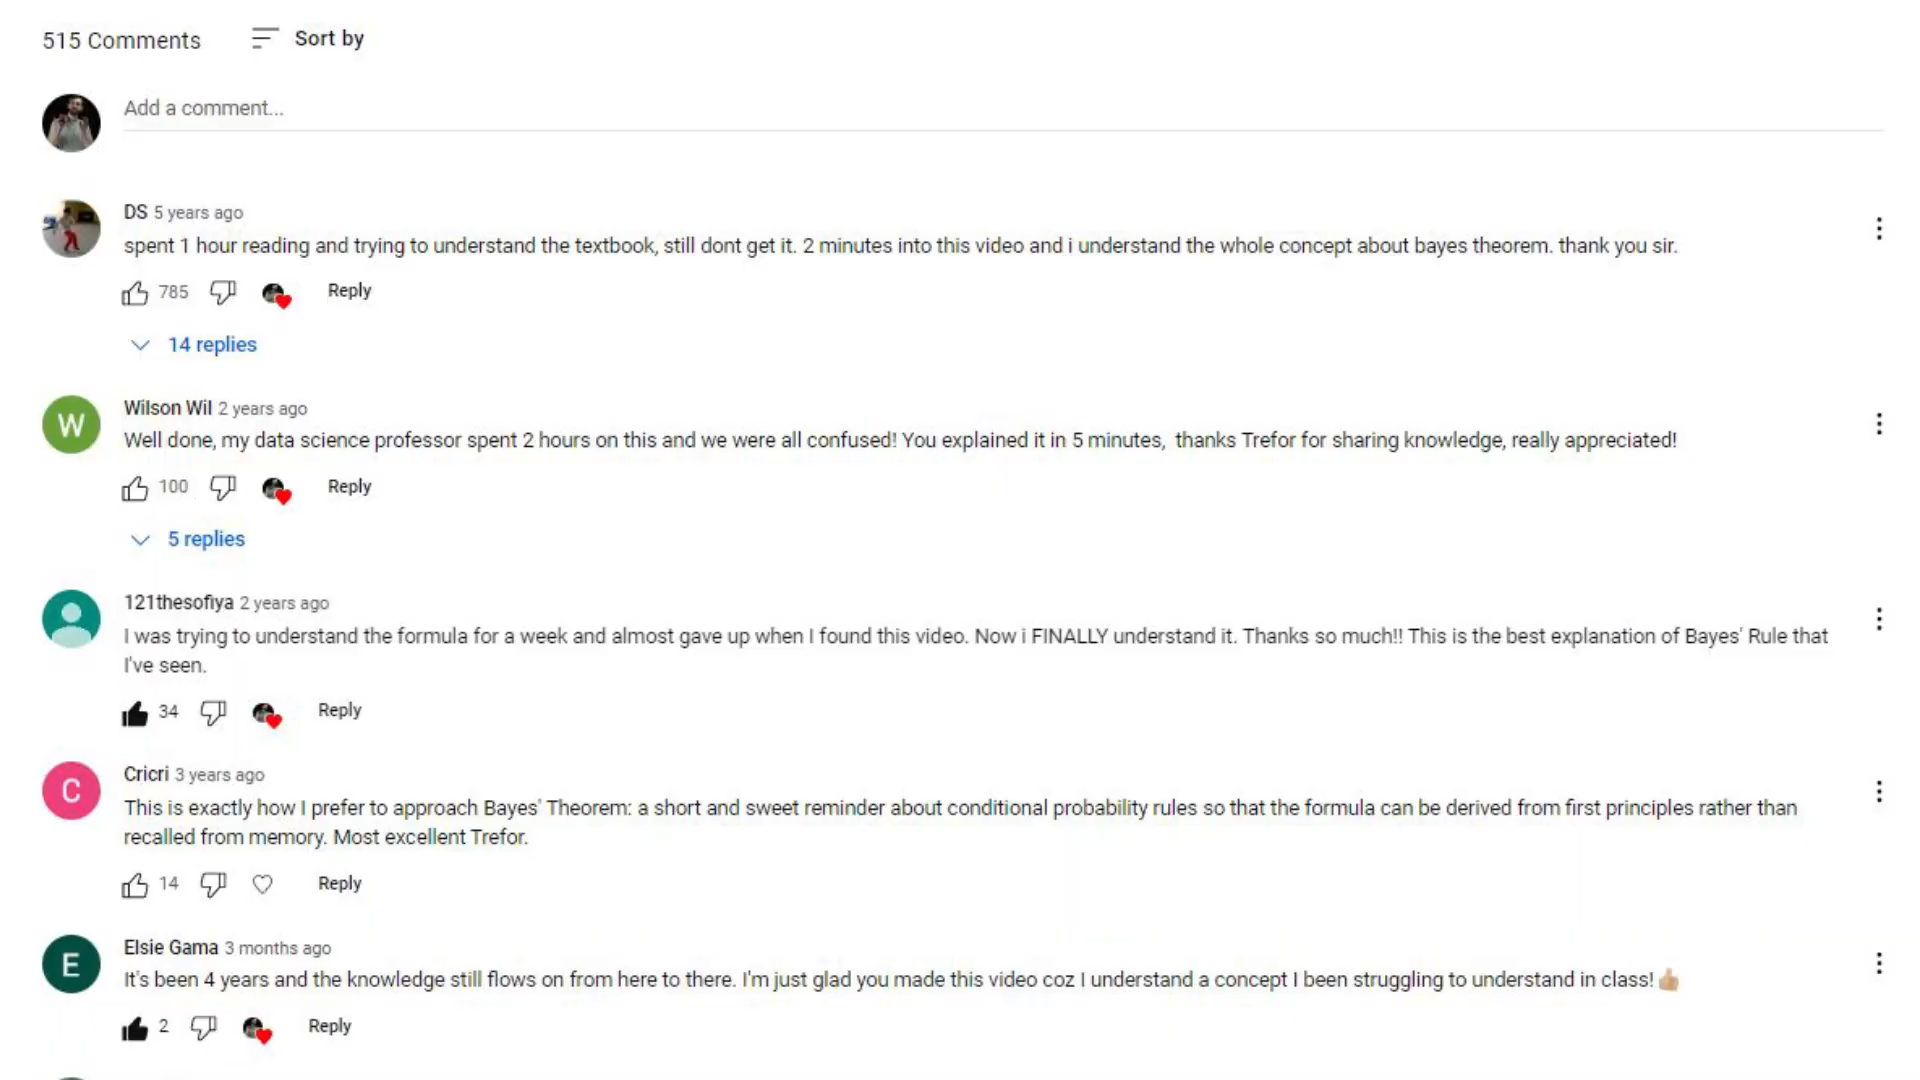 515 Comments
Sort by
Add a comment...
DS 5 years ago
spent 1 hour reading and trying to understand the textbook, still dont get it. 2 minutes into this video and i understand the whole concept about bayes theorem. thank you sir.
785
Reply
14 replies
W
Wilson Wil 2 years ago
Well done, my data science professor spent 2 hours on this and we were all confused! You explained it in 5 minutes, thanks Trefor for sharing knowledge, really appreciated!
100
Reply
5 replies
121thesofiya 2 years ago
I was trying to understand the formula for a week and almost gave up when I found this video. Now i FINALLY understand it. Thanks so much!! This is the best explanation of Bayes' Rule that
I've seen.
34
Reply
C
Cricri 3 years ago
This is exactly how I prefer to approach Bayes' Theorem: a short and sweet reminder about conditional probability rules so that the formula can be derived from first principles rather than
recalled from memory. Most excellent Trefor.
14
Reply
E
Elsie Gama 3 months ago
It's been 4 years and the knowledge still flows on from here to there. I'm just glad you made this video coz I understand a concept I been struggling to understand in class!👍🏼
2
Reply